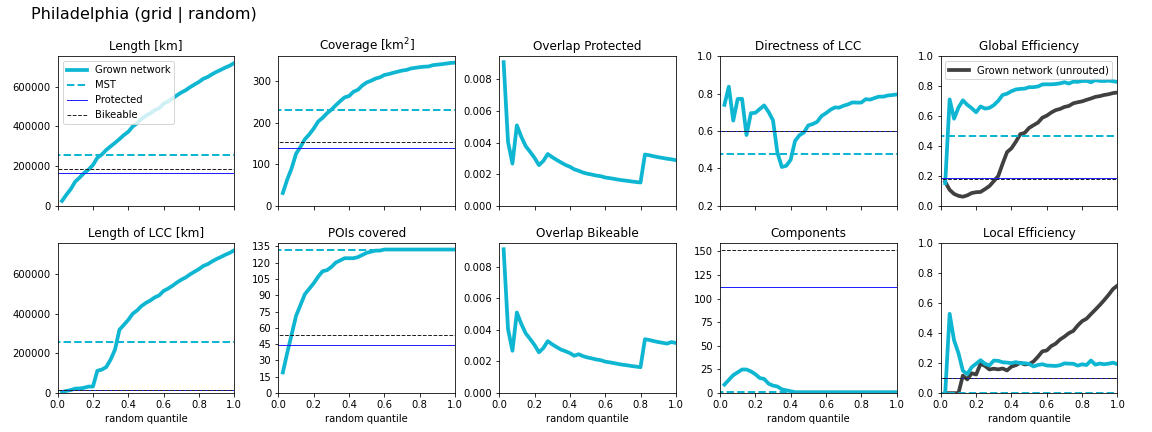 Philadelphia (grid | random)
Length [km]
600000
400000
200000
0
Grown network
MST
Protected
Bikeable
Coverage [km²]
300
200
100
0
Overlap Protected
0.008
0.006
0.004
0.002
0.000
Directness of LCC
1.0
0.8
0.6
0.4
0.2
Global Efficiency
1.0
0.8
0.6
0.4
0.2
0.0
Grown network (unrouted)
Length of LCC [km]
600000
400000
200000
0
0.0 0.2 0.4 0.6 0.8 1.0
random quantile
POIs covered
135
120
105
90
75
60
45
30
15
0
0.0 0.2 0.4 0.6 0.8 1.0
random quantile
Overlap Bikeable
0.008
0.006
0.004
0.002
0.000
0.0 0.2 0.4 0.6 0.8 1.0
random quantile
Components
150
125
100
75
50
25
0
0.0 0.2 0.4 0.6 0.8 1.0
random quantile
Local Efficiency
1.0
0.8
0.6
0.4
0.2
0.0
0.0 0.2 0.4 0.6 0.8 1.0
random quantile